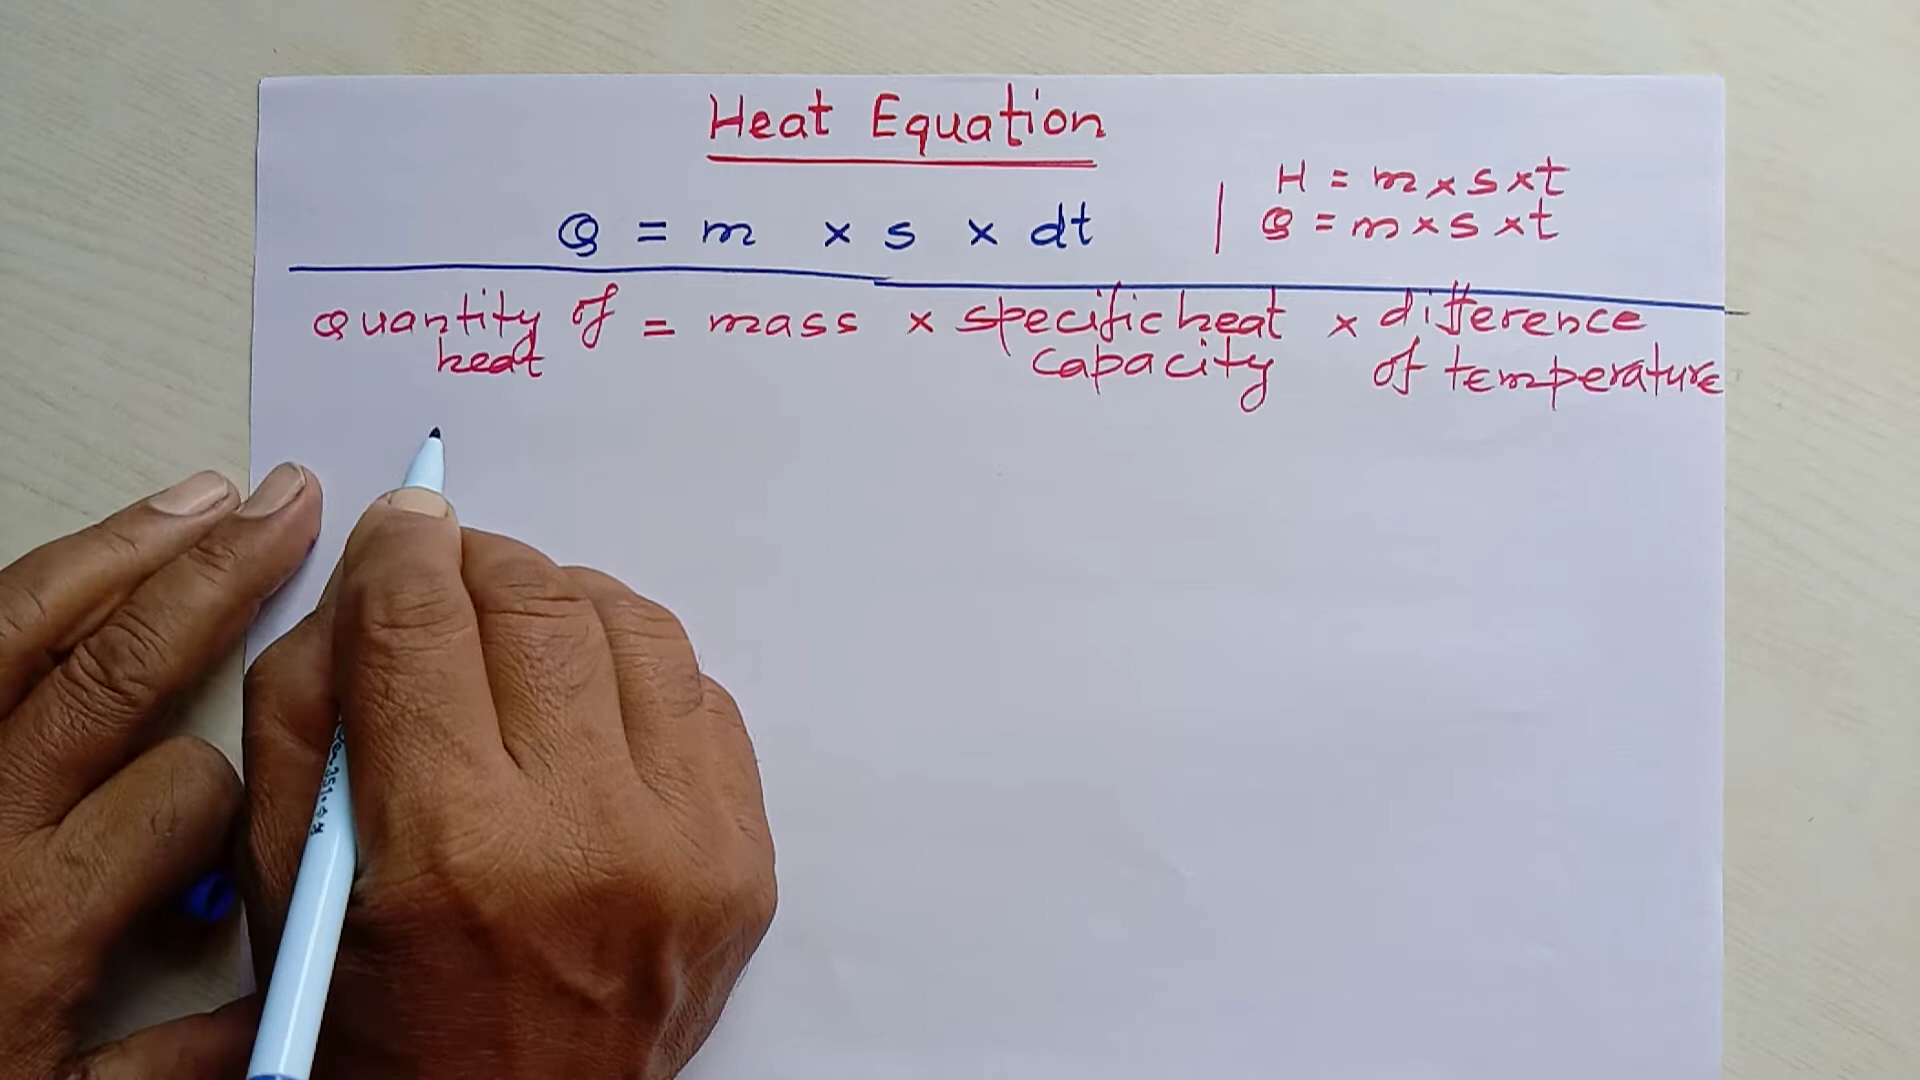 Heat Equation
H = m x s x t
Q = m x s x dt
Q = m x s x t
Quantity of = mass x specific heat x difference
heat capacity of temperature